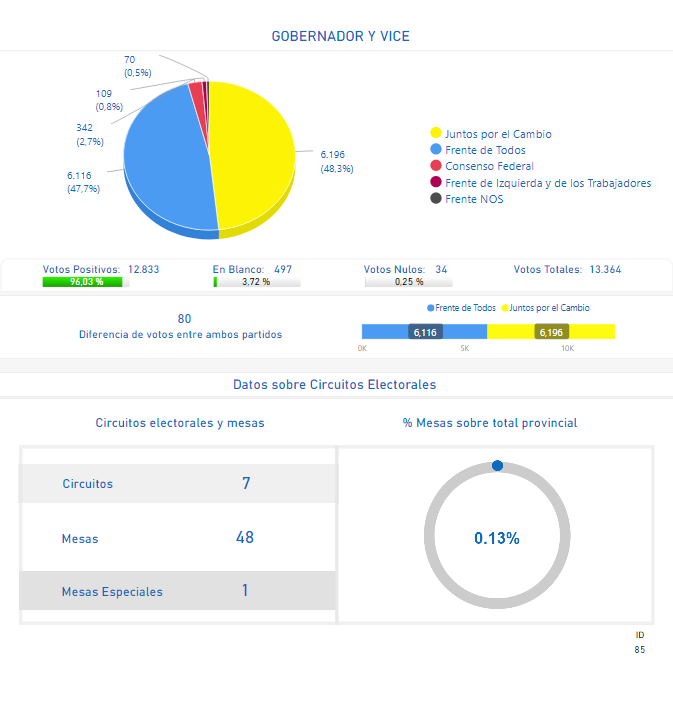 GOBERNADOR Y VICE
70
(0,5%)
109
(0,8%)
342
(2,7%)
6.116
(47,7%)
6.196
(48,3%)
Juntos por el Cambio
Frente de Todos
Consenso Federal
Frente de Izquierda y de los Trabajadores
Frente NOS
Votos Positivos: 12.833 En Blanco: 497 Votos Nulos: 34 Votos Totales: 13.364
96,03 % 3,72 % 0,25 %
80
Diferencia de votos entre ambos partidos
Frente de Todos Juntos por el Cambio
6,116 6,196
0K 5K 10K
Datos sobre Circuitos Electorales
Circuitos electorales y mesas % Mesas sobre total provincial
Circuitos 7
Mesas 48
Mesas Especiales 1
0.13%
ID
85